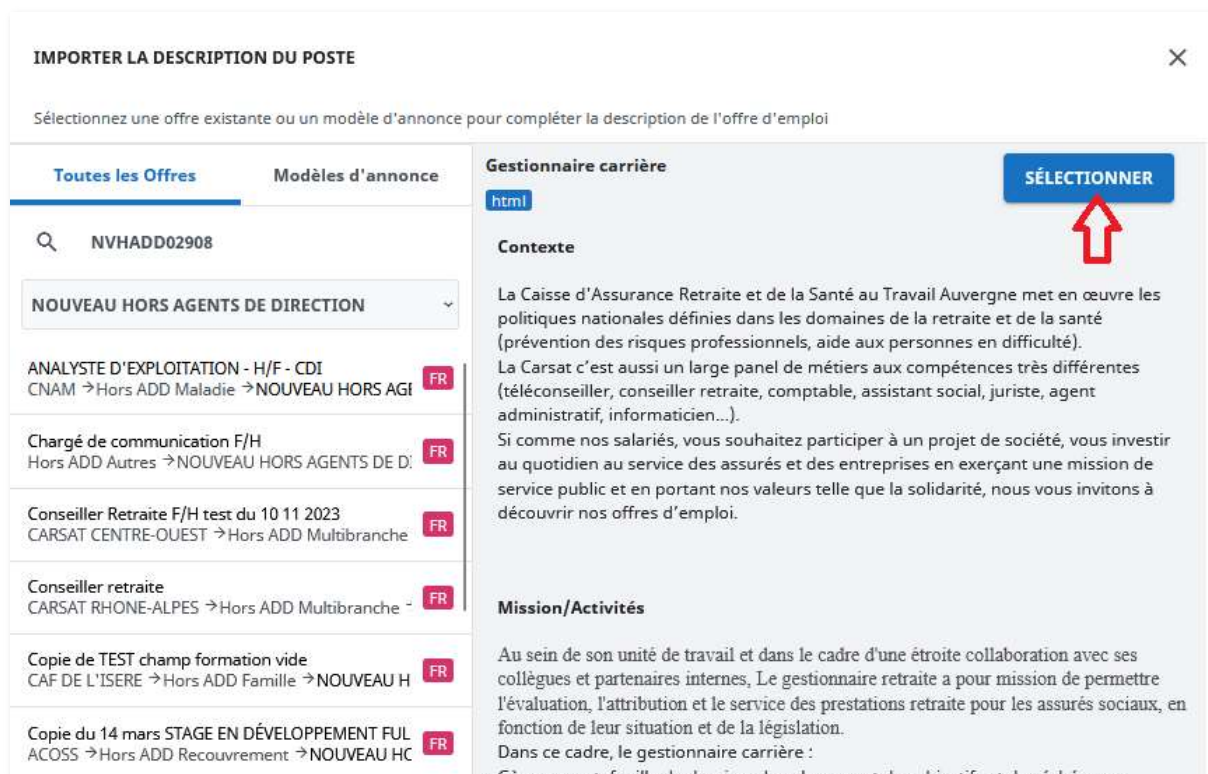 IMPORTER LA DESCRIPTION DU POSTE
Sélectionnez une offre existante ou un modèle d'annonce pour compléter la description de l'offre d'emploi
Toutes les Offres
Modèles d'annonce
NVHADD02908
NOUVEAU HORS AGENTS DE DIRECTION
ANALYSTE D'EXPLOITATION - H/F - CDI
CNAM →Hors ADD Maladie →NOUVEAU HORS AGE
FR
Chargé de communication F/H
Hors ADD Autres →NOUVEAU HORS AGENTS DE D
FR
Conseiller Retraite F/H test du 10 11 2023
CARSAT CENTRE-OUEST →Hors ADD Multibranche
FR
Conseiller retraite
CARSAT RHONE-ALPES →Hors ADD Multibranche
FR
Copie de TEST champ formation vide
CAF DE L'ISERE →Hors ADD Famille →NOUVEAU H
FR
Copie du 14 mars STAGE EN DÉVELOPPEMENT FUL
ACOSS →Hors ADD Recouvrement →NOUVEAU HO
FR
Gestionnaire carrière
SÉLECTIONNER
html
Contexte
La Caisse d'Assurance Retraite et de la Santé au Travail Auvergne met en œuvre les
politiques nationales définies dans les domaines de la retraite et de la santé
(prévention des risques professionnels, aide aux personnes en difficulté).
La Carsat c'est aussi un large panel de métiers aux compétences très différentes
(téléconseiller, conseiller retraite, comptable, assistant social, juriste, agent
administratif, informaticien...).
Si comme nos salariés, vous souhaitez participer à un projet de société, vous investir
au quotidien au service des assurés et des entreprises en exerçant une mission de
service public et en portant nos valeurs telle que la solidarité, nous vous invitons à
découvrir nos offres d'emploi.
Mission/Activités
Au sein de son unité de travail et dans le cadre d'une étroite collaboration avec ses
collègues et partenaires internes, Le gestionnaire retraite a pour mission de permettre
l'évaluation, l'attribution et le service des prestations retraite pour les assurés sociaux, en
fonction de leur situation et de la législation.
Dans ce cadre, le gestionnaire carrière :